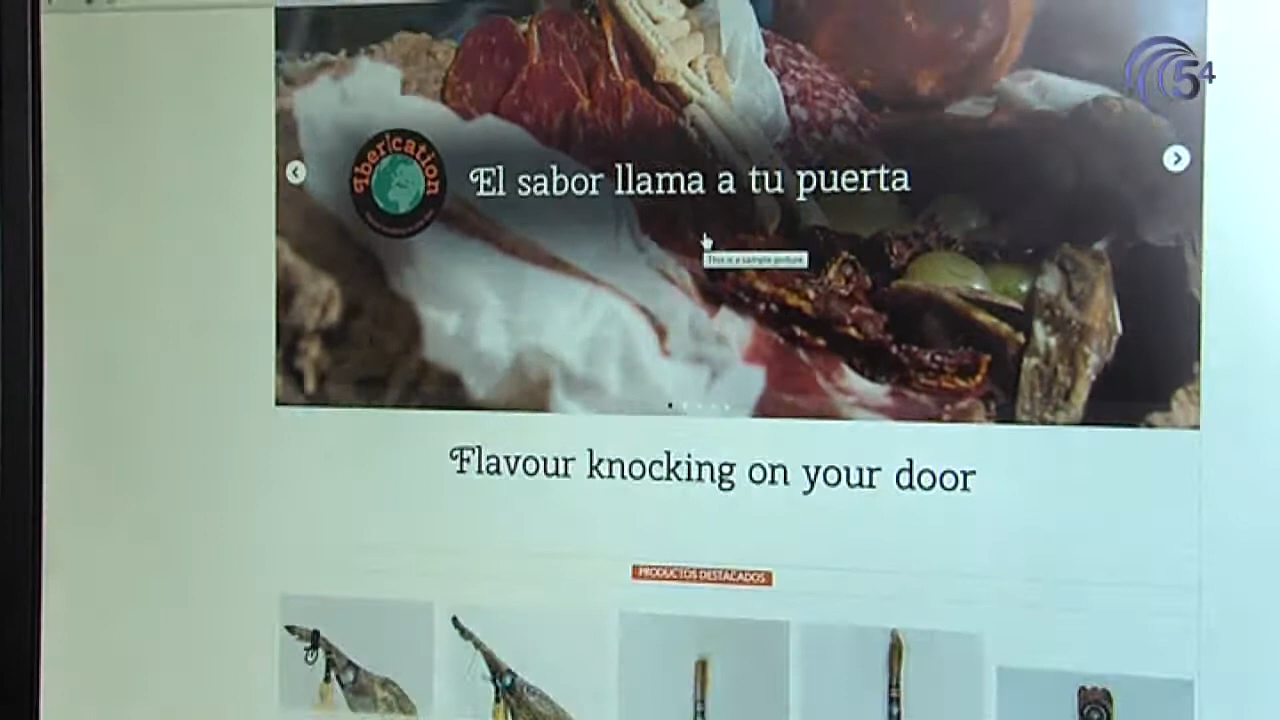 54
Iberication
El sabor llama a tu puerta
This is a sample picture
Flavour knocking on your door
PRODUCTOS DESTACADOS